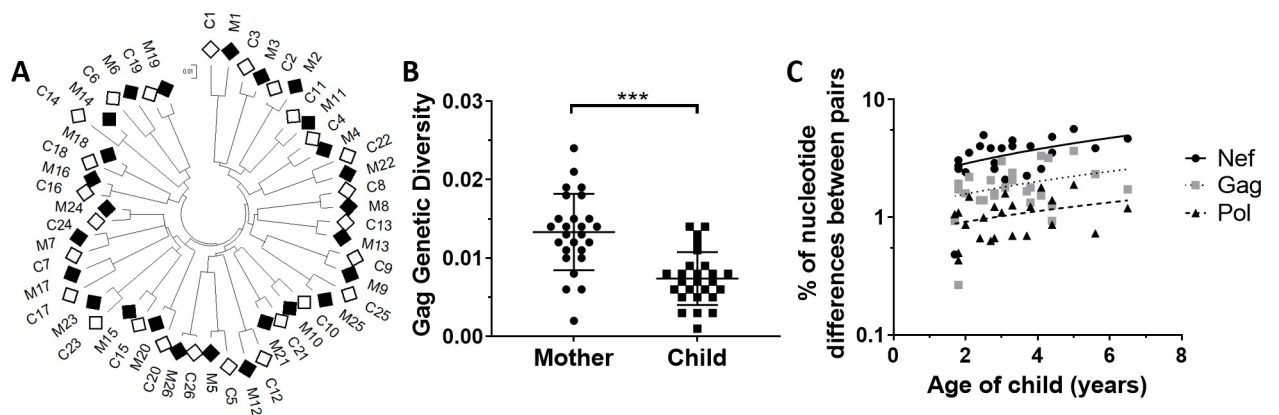 A
C1
M1
C3
M3
C2
M2
C11
M11
C4
M4
C22
M22
C8
M8
C13
M13
C9
M9
C25
M25
C10
M10
C21
M21
C12
M12
C5
M5
C26
M26
C20
M20
C15
M15
C23
M23
C17
M17
C7
M7
C24
M24
C16
M16
C18
M18
C14
M14
C6
M6
C19
M19
0.01
B
Gag Genetic Diversity
0.03
0.02
0.01
0.00
***
Mother
Child
C
% of nucleotide
differences between pairs
10
1
0.1
0
2
4
6
8
Age of child (years)
Nef
Gag
Pol